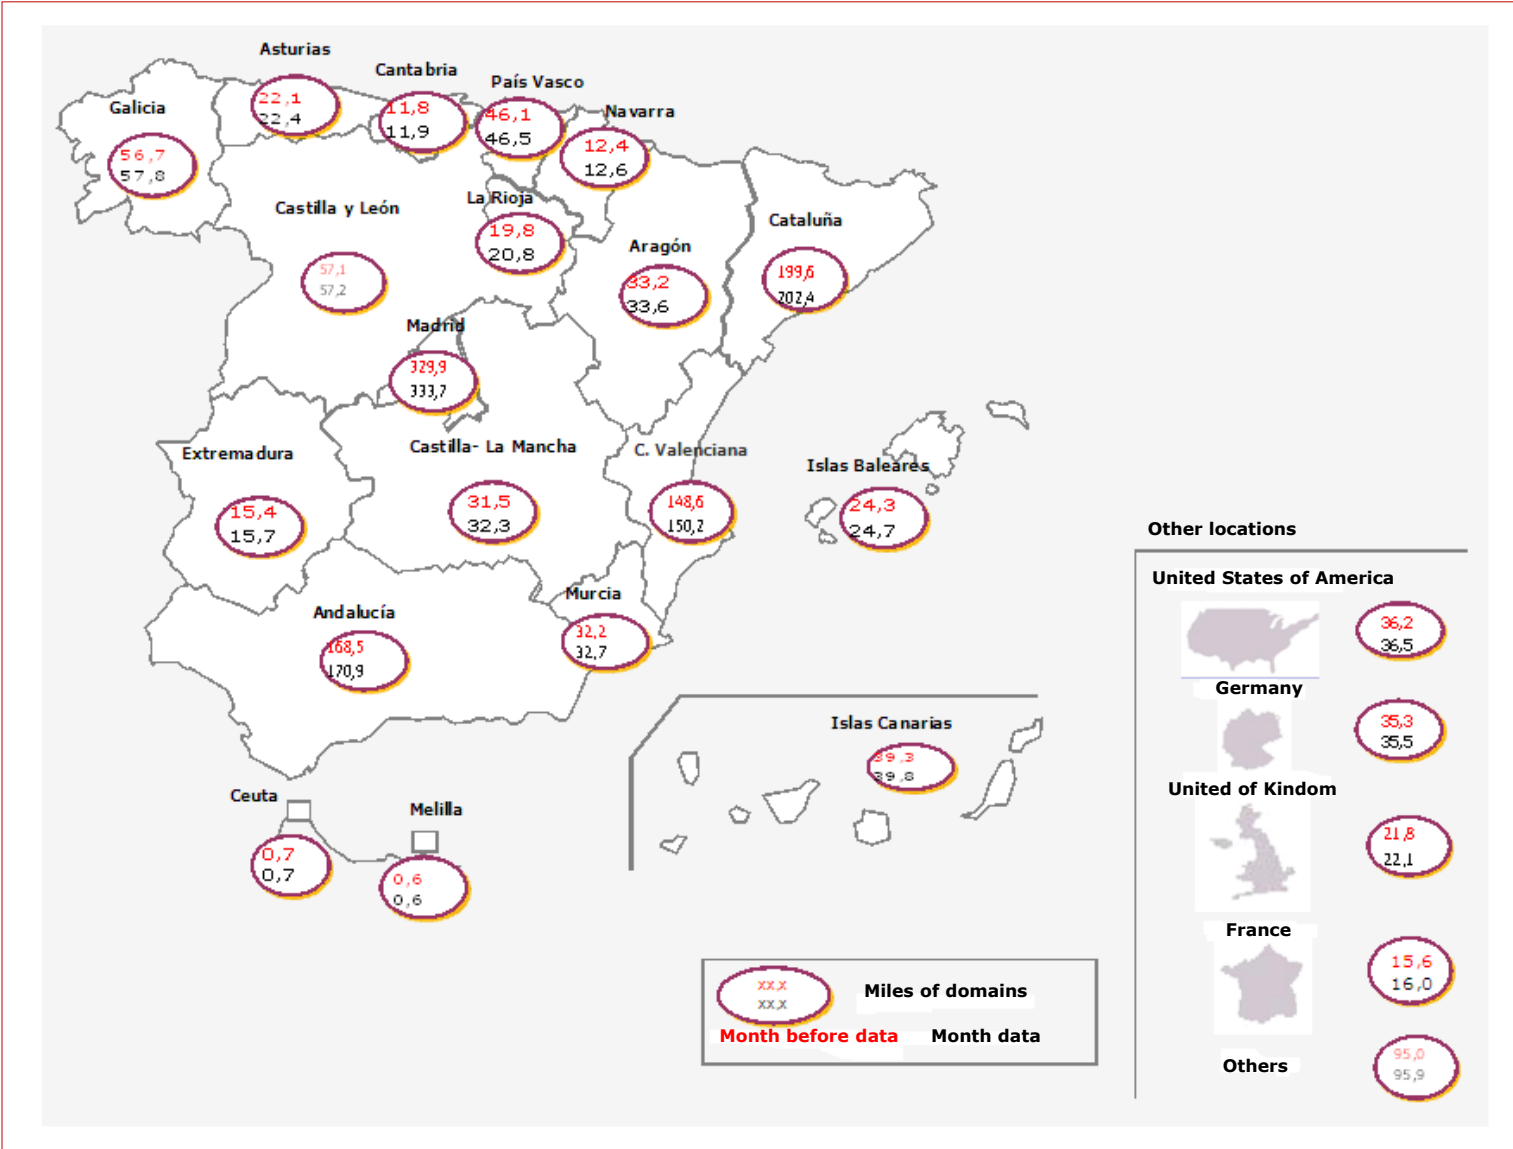 Asturias
22,1
22,4
Cantabria
11,8
11,9
País Vasco
46,1
46,5
Navarra
12,4
12,6
Galicia
56,7
57,8
Castilla y León
57,1
57,2
La Rioja
19,8
20,8
Aragón
33,2
33,6
Cataluña
199,6
202,4
Madrid
329,9
333,7
Extremadura
15,4
15,7
Castilla- La Mancha
31,5
32,3
C. Valenciana
148,6
150,2
Islas Baleares
24,3
24,7
Andalucía
168,5
170,9
Murcia
32,2
32,7
Islas Canarias
39,3
39,8
Ceuta
0,7
0,7
Melilla
0,6
0,6
Other locations
United States of America
36,2
36,5
Germany
35,3
35,5
United of Kindom
21,8
22,1
France
15,6
16,0
Others
95,0
95,9
xx,x
xx,x
Miles of domains
Month before data Month data